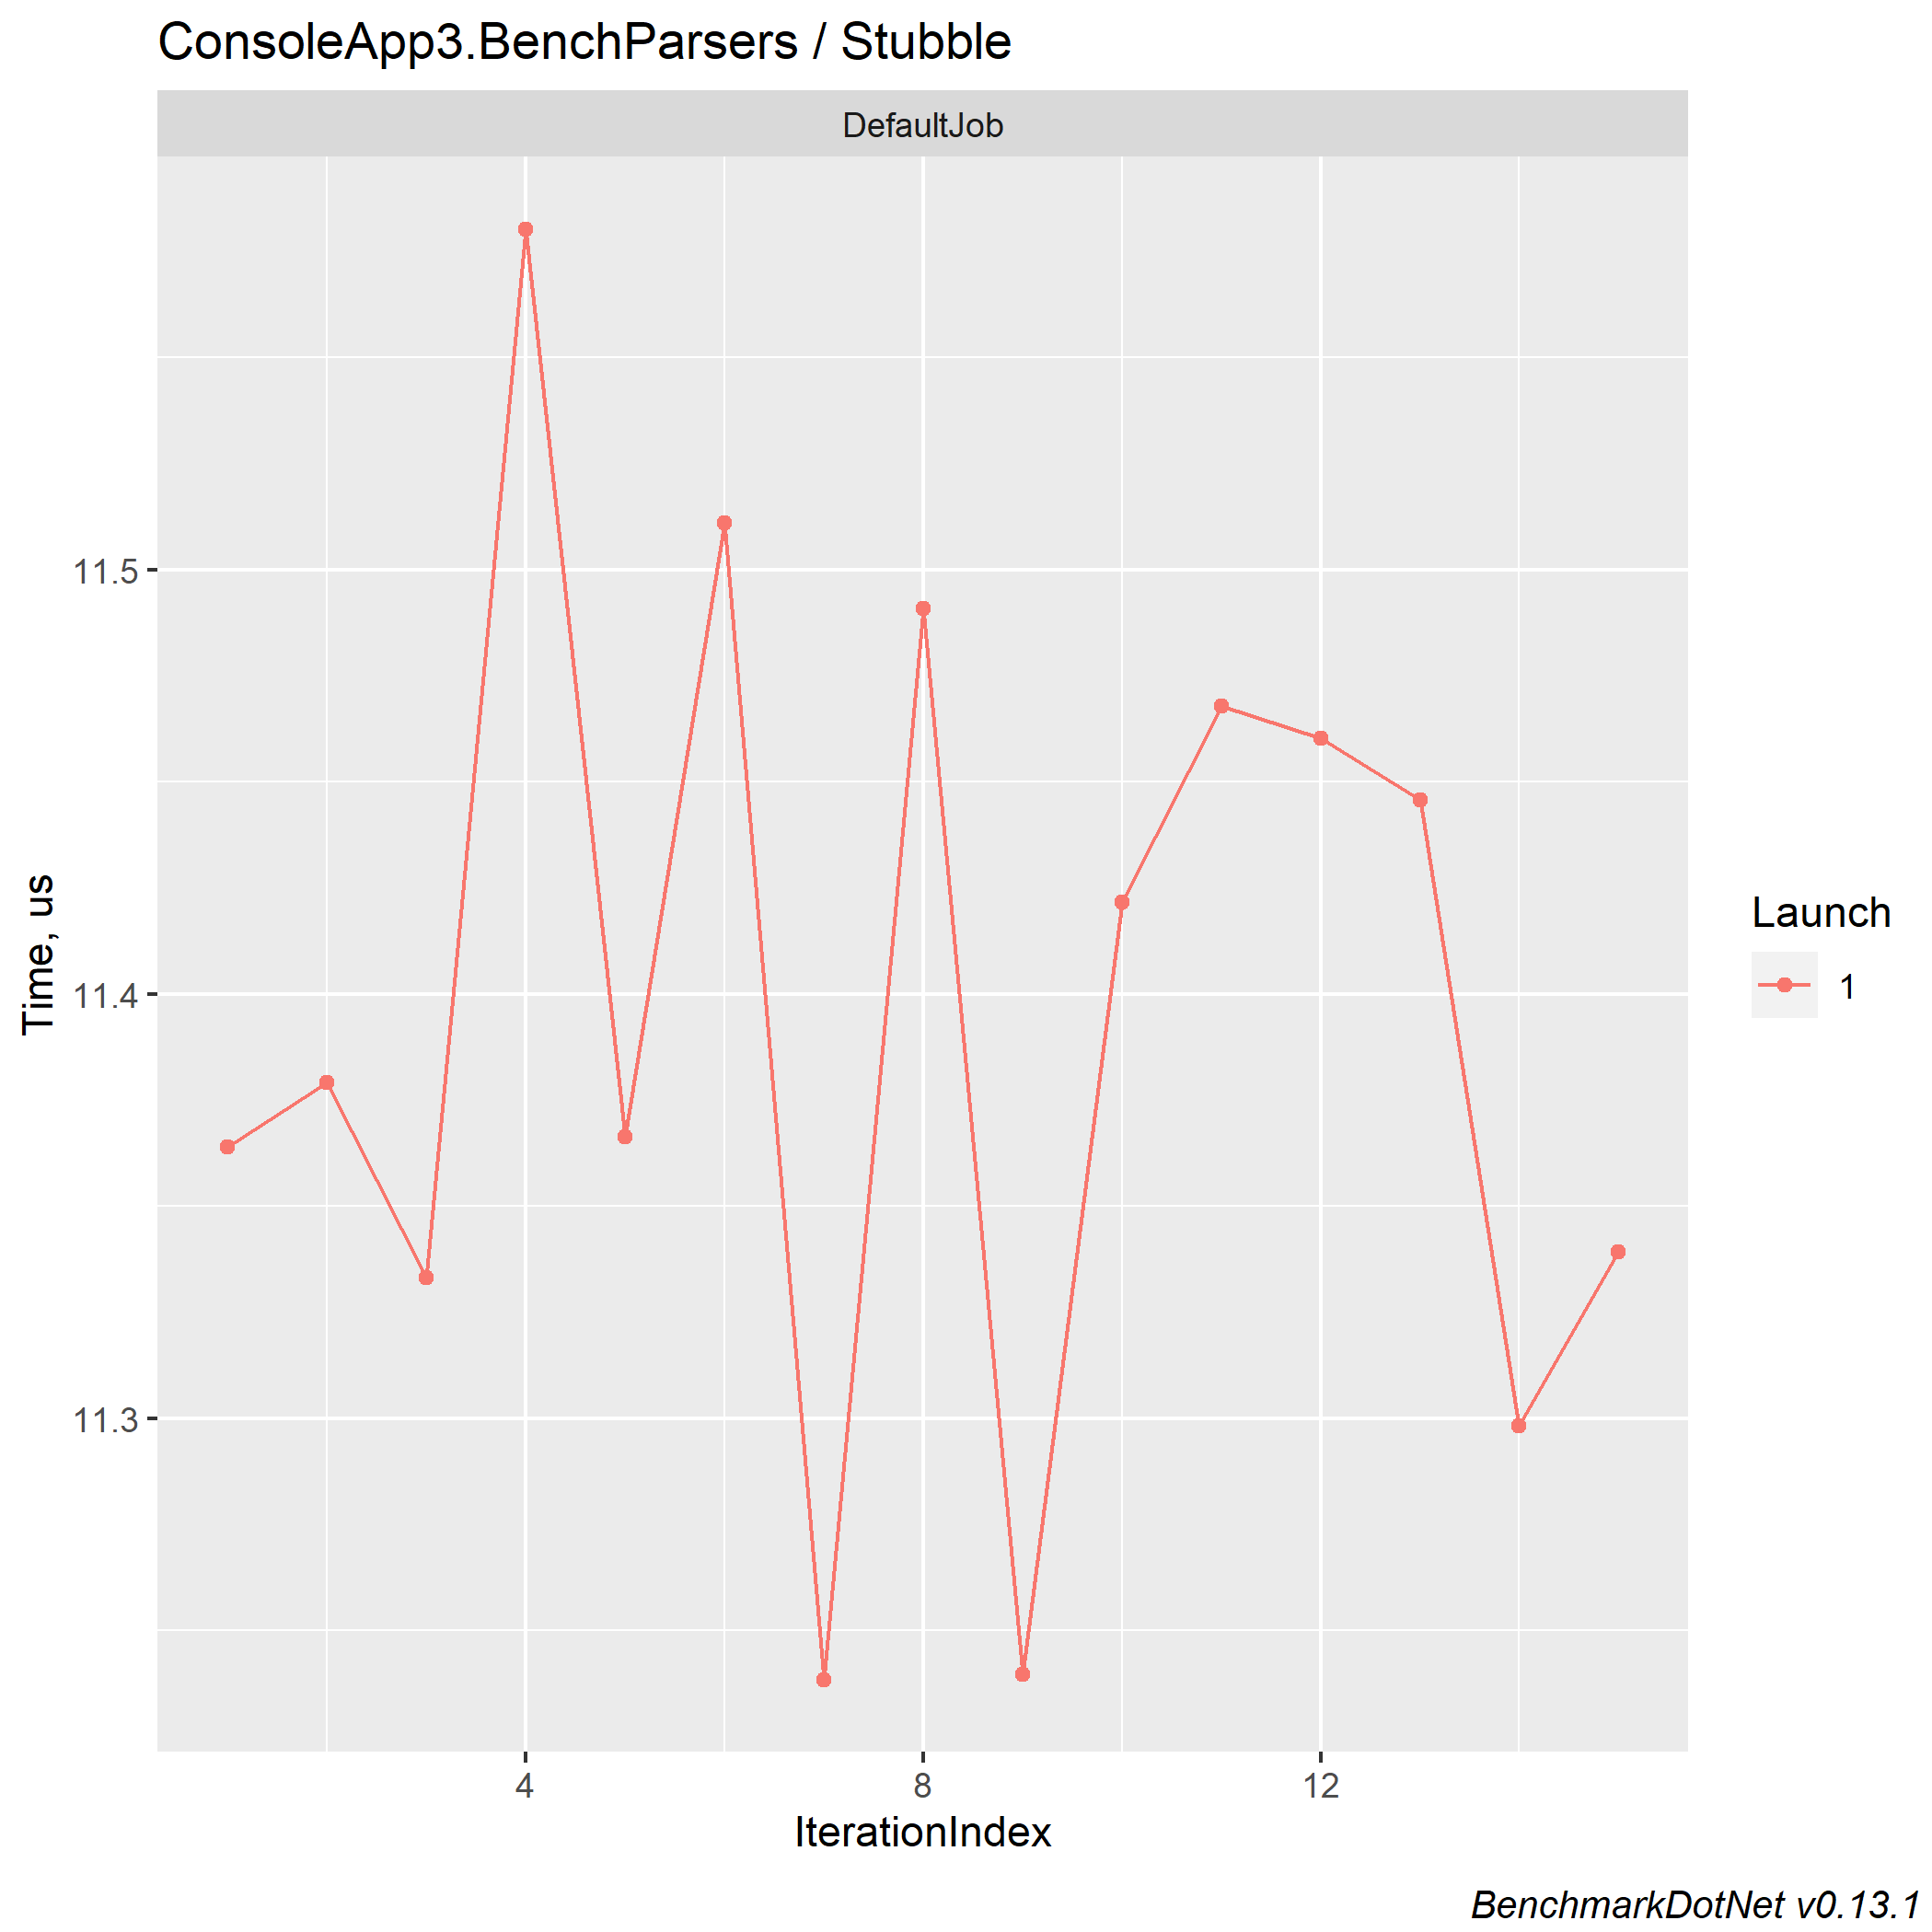 ConsoleApp3.BenchParsers / Stubble
DefaultJob
11.5
11.4
11.3
Time, us
4
8
12
IterationIndex
Launch
1
BenchmarkDotNet v0.13.1